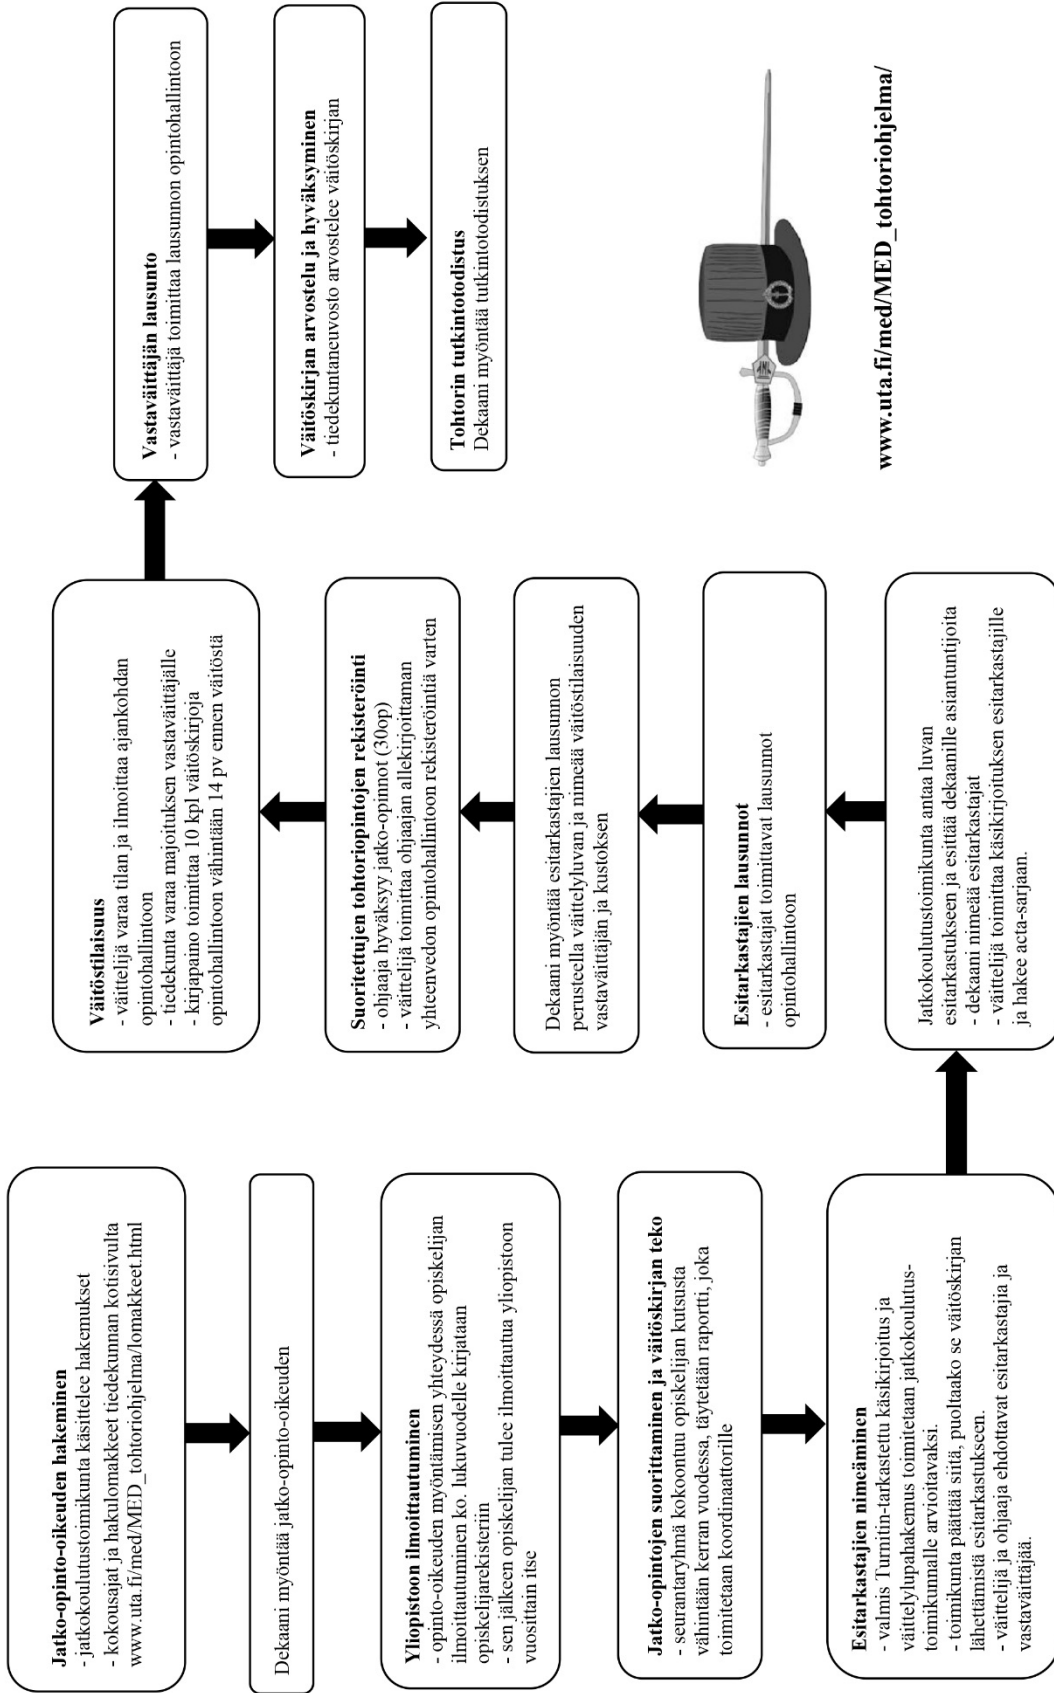 Jatko-opinto-oikeuden hakeminen
- jatkokoulutustoimikunta käsittelee hakemukset
- kokousajat ja hakulomakkeet tiedekunnan kotisivulta
www.uta.fi/med/MED_tohtoriohjelma/lomakkeet.html
Dekaani myöntää jatko-opinto-oikeuden
Yliopistoon ilmoittautuminen
- opinto-oikeuden myöntämisen yhteydessä opiskelijan
ilmoittautuminen ko. lukuvuodelle kirjataan
opiskelijarekisteriin
- sen jälkeen opiskelijan tulee ilmoittautua yliopistoon
vuosittain itse
Jatko-opintojen suorittaminen ja väitöskirjan teko
- seurantaryhmä kokoontuu opiskelijan kutsusta
vähintään kerran vuodessa, täytetään raportti, joka
toimitetaan koordinaattorille
Esitarkastajien nimeäminen
- valmis Turnitin-tarkastettu käsikirjoitus ja
väittelylupahakemus toimitetaan jatkokoulutus-
toimikunnalle arvioitavaksi.
- toimikunta päättää siitä, puoltaako se väitöskirjan
lähettämistä esitarkastukseen.
- väittelijä ja ohjaaja ehdottavat esitarkastajia ja
vastaväittäjää.
Jatkokoulutustoimikunta antaa luvan
esitarkastukseen ja esittää dekaanille asiantuntijoita
- dekaani nimeää esitarkastajat
- väittelijä toimittaa käsikirjoituksen esitarkastajille
ja hakee acta-sarjaan.
Esitarkastajien lausunnot
- esitarkastajat toimittavat lausunnot
opintohallintoon
Dekaani myöntää esitarkastajien lausunnon
perusteella väittelyluvan ja nimeää väitöstilaisuuden
vastaväittäjän ja kustoksen
Suoritettujen tohtoriopintojen rekisteröinti
- ohjaaja hyväksyy jatko-opinnot (30op)
- väittelijä toimittaa ohjaajan allekirjoittaman
yhteenvedon opintohallintoon rekisteröintiä varten
Väitöstilaisuus
- väittelijä varaa tilan ja ilmoittaa ajankohdan
opintohallintoon
- tiedekunta varaa majoituksen vastaväittäjälle
- kirjapaino toimittaa 10 kpl väitöskirjoja
opintohallintoon vähintään 14 pv ennen väitöstä
Vastaväittäjän lausunto
- vastaväittäjä toimittaa lausunnon opintohallintoon
Väitöskirjan arvostelu ja hyväksyminen
- tiedekuntaneuvosto arvostelee väitöskirjan
Tohtorin tutkintotodistus
Dekaani myöntää tutkintotodistuksen
www.uta.fi/med/MED_tohtoriohjelma/